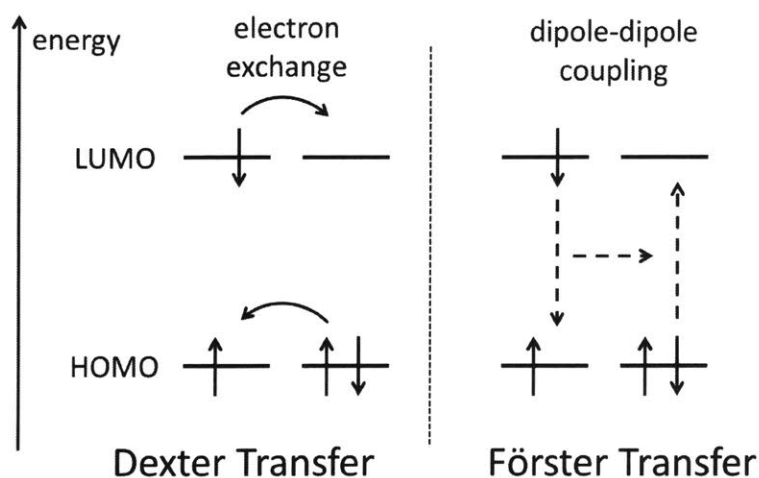 energy
electron
exchange
dipole-dipole
coupling
LUMO
HOMO
Dexter Transfer
Förster Transfer